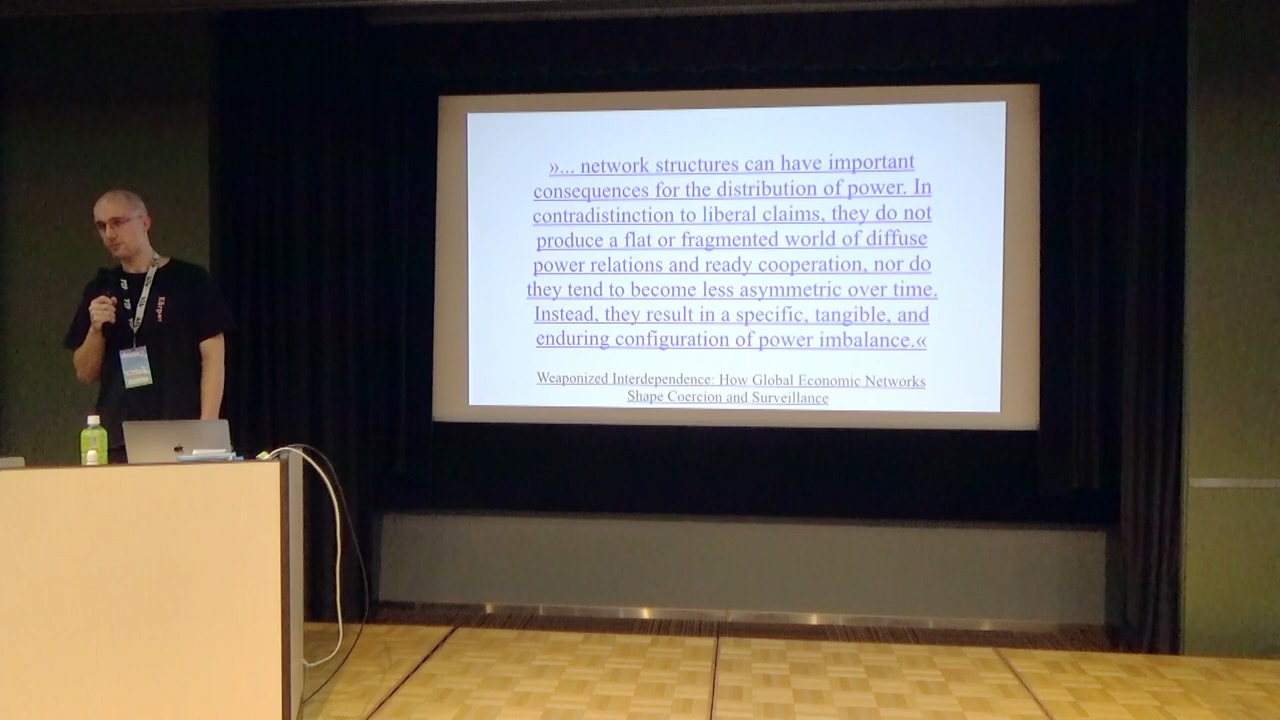 »... network structures can have important
consequences for the distribution of power. In
contradistinction to liberal claims, they do not
produce a flat or fragmented world of diffuse
power relations and ready cooperation, nor do
they tend to become less asymmetric over time.
Instead, they result in a specific, tangible, and
enduring configuration of power imbalance.«
Weaponized Interdependence: How Global Economic Networks
Shape Coercion and Surveillance
Körper